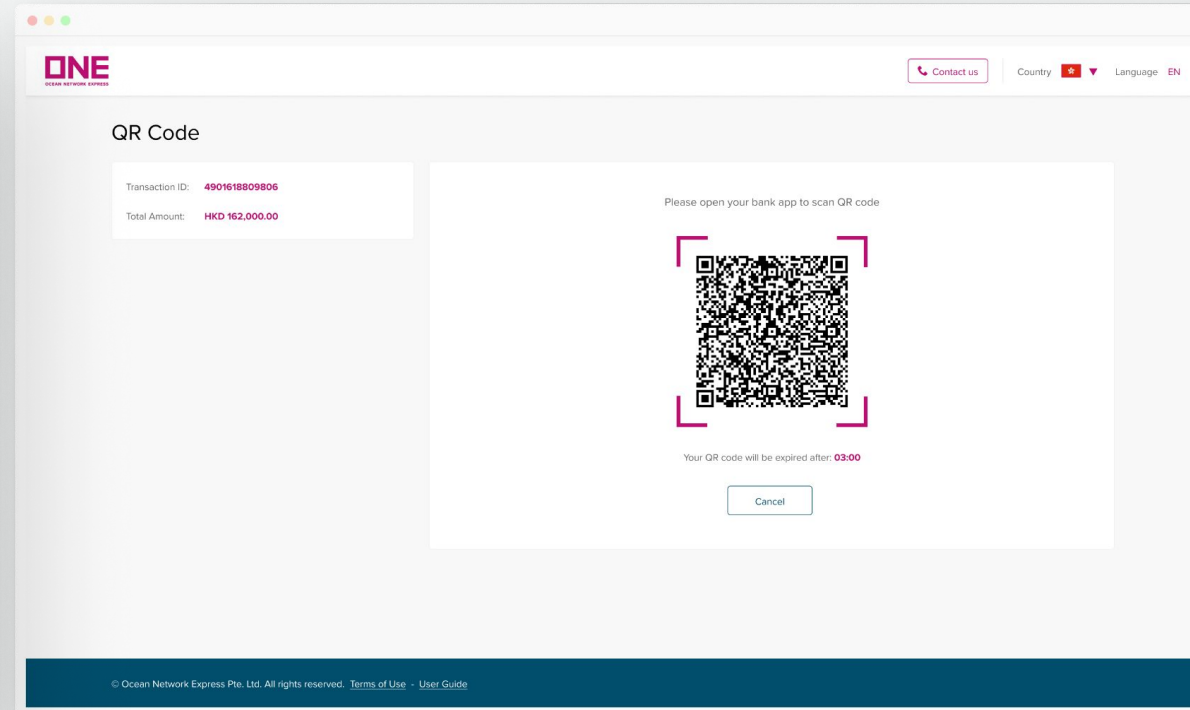 ONE
OCEAN NETWORK EXPRESS
Contact us
Country
Language EN
QR Code
Transaction ID: 4901618809806
Total Amount: HKD 162,000.00
Please open your bank app to scan QR code
Your QR code will be expired after: 03:00
Cancel
© Ocean Network Express Pte. Ltd. All rights reserved. Terms of Use - User Guide